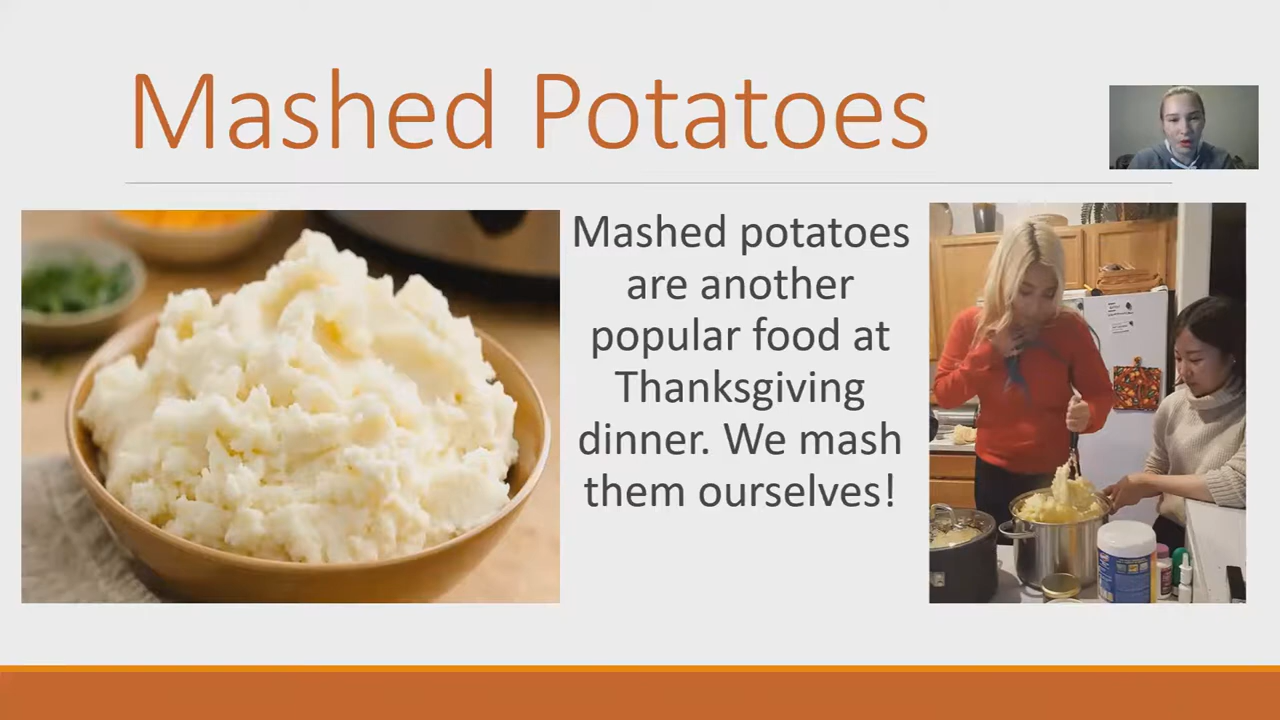 Mashed Potatoes
Mashed potatoes
are another
popular food at
Thanksgiving
dinner. We mash
them ourselves!